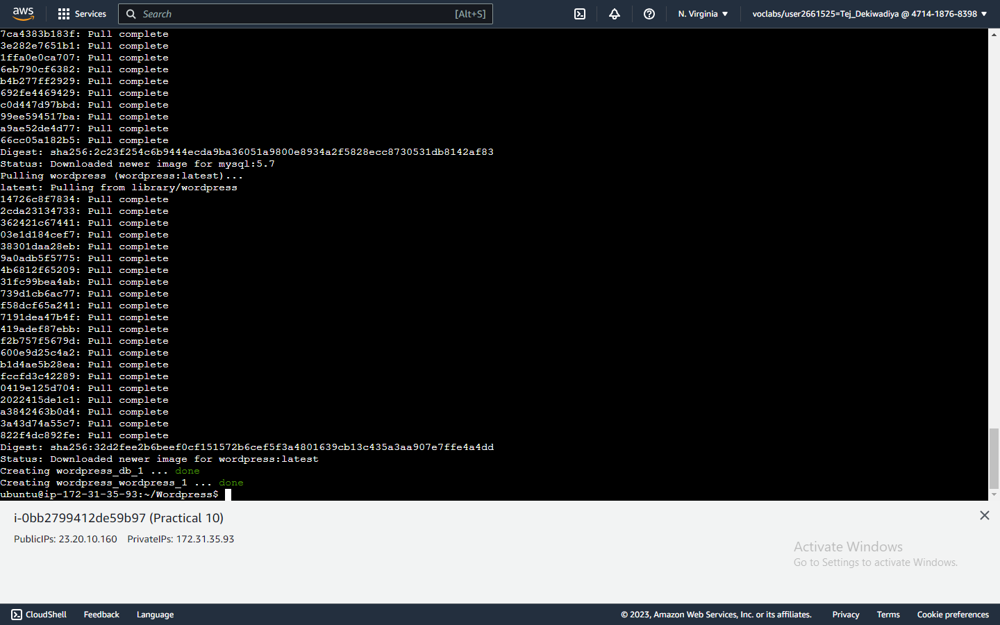 aws
Services
Search
[Alt+S]
N. Virginia
voclabs/user2661525=Tej_Dekiwadiya @ 4714-1876-8398
7ca4383b183f: Pull complete
3e282e7651b1: Pull complete
1ffa0e0ca707: Pull complete
6eb790cf6382: Pull complete
b4b277ff2929: Pull complete
692fe4469429: Pull complete
c0d447d97bbd: Pull complete
99ee594517ba: Pull complete
a9ae52de4d77: Pull complete
66cc05a182b5: Pull complete
Digest: sha256:2c23f254c6b9444ecda9ba36051a9800e8934a2f5828ecc8730531db8142af83
Status: Downloaded newer image for mysql:5.7
Pulling wordpress (wordpress:latest)...
latest: Pulling from library/wordpress
14726c8f7834: Pull complete
2cda23134733: Pull complete
362421c67441: Pull complete
03e1d184cef7: Pull complete
38301daa28eb: Pull complete
9a0adb5f5775: Pull complete
4b6812f65209: Pull complete
31fc99bea4ab: Pull complete
739d1cb6ac77: Pull complete
f58dcf65a241: Pull complete
7191dea47b4f: Pull complete
419adef87ebb: Pull complete
f2b757f5679d: Pull complete
600e9d25c4a2: Pull complete
b1d4ae5b28ea: Pull complete
fccfd3c42289: Pull complete
0419e125d704: Pull complete
2022415de1c1: Pull complete
a3842463b0d4: Pull complete
3a43d74a55c7: Pull complete
822f4dc892fe: Pull complete
Digest: sha256:32d2fee2b6beef0cf151572b6cef5f3a4801639cb13c435a3aa907e7ffe4a4dd
Status: Downloaded newer image for wordpress:latest
Creating wordpress_db_1 ... done
Creating wordpress_wordpress_1 ... done
ubuntu@ip-172-31-35-93:~/Wordpress$
i-0bb2799412de59b97 (Practical 10)
PublicIPs: 23.20.10.160 PrivateIPs: 172.31.35.93
Activate Windows
Go to Settings to activate Windows.
CloudShell
Feedback
Language
© 2023, Amazon Web Services, Inc. or its affiliates.
Privacy
Terms
Cookie preferences